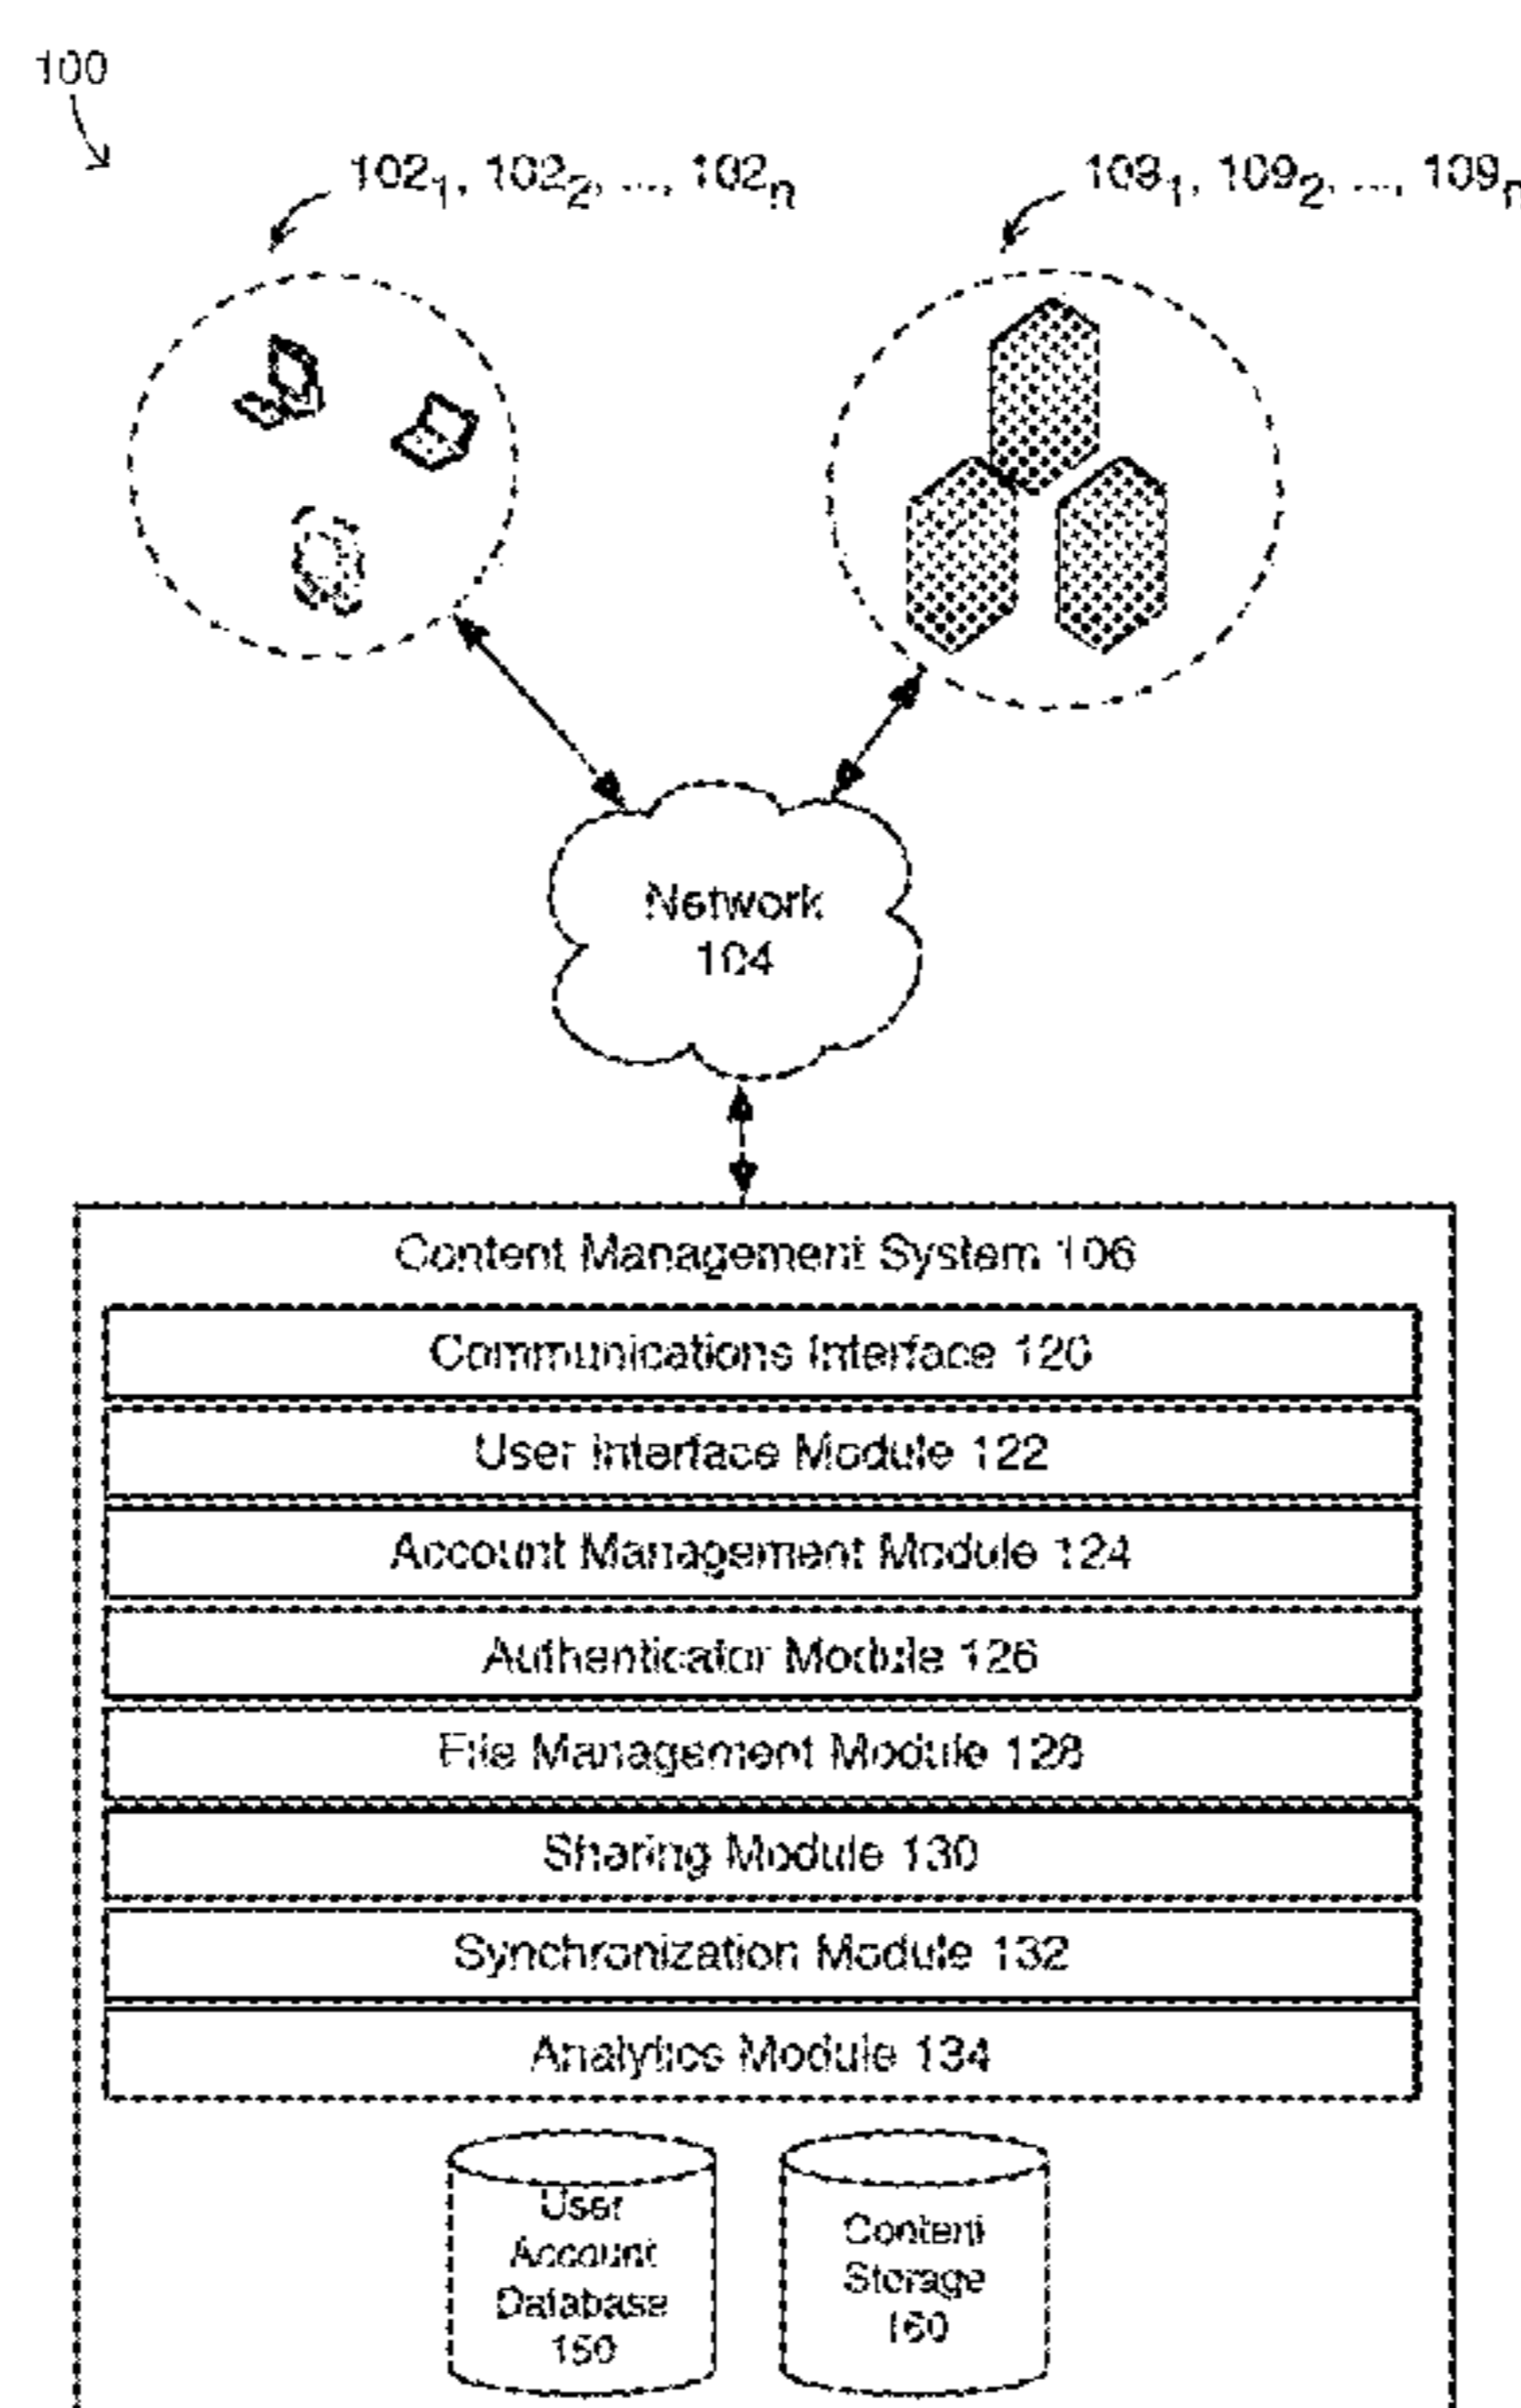 100
102₁, 102₂, ..., 102ₙ
109₁, 109₂, ..., 109ₙ
Network
104
Content Management System 106
Communications Interface 120
User Interface Module 122
Account Management Module 124
Authenticator Module 126
File Management Module 128
Sharing Module 130
Synchronization Module 132
Analytics Module 134
User
Account
Database
150
Content
Storage
160